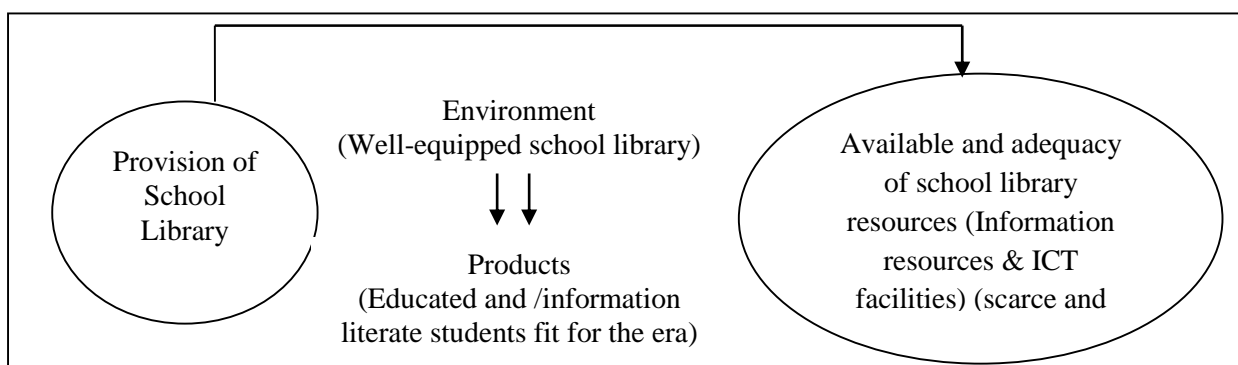 Provision of
School
Library
Environment
(Well-equipped school library)
Products
(Educated and /information
literate students fit for the era)
Available and adequacy
of school library
resources (Information
resources & ICT
facilities) (scarce and